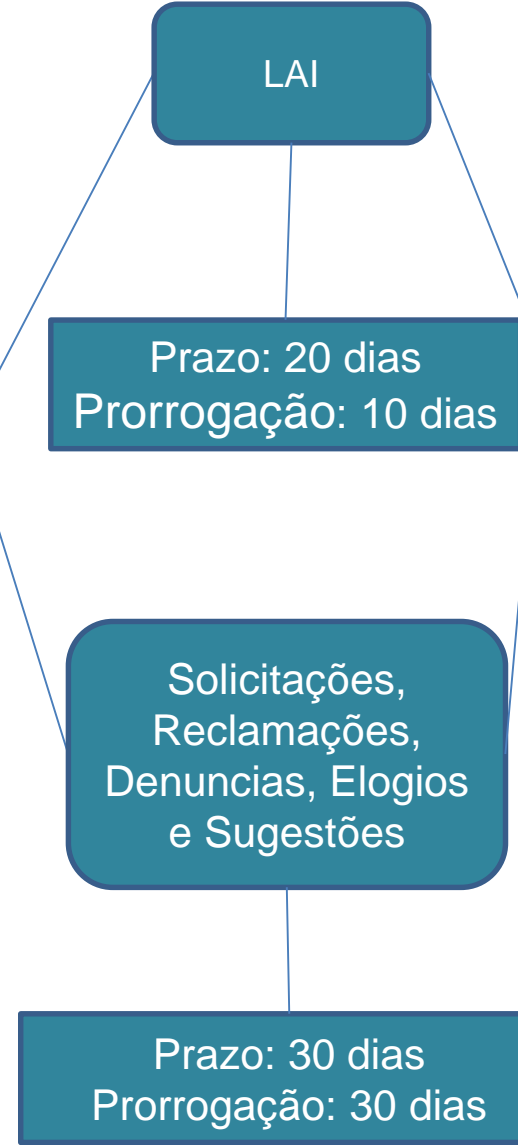 LAI
Prazo: 20 dias
Prorrogação: 10 dias
Solicitações,
Reclamações,
Denuncias, Elogios
e Sugestões
Prazo: 30 dias
Prorrogação: 30 dias